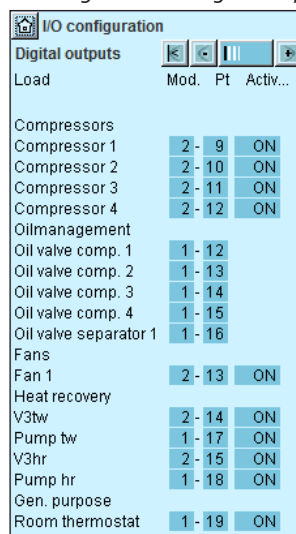 I/O configuration
Digital outputs
Load Mod. Pt Activ...
Compressors
Compressor 1 2 - 9 ON
Compressor 2 2 - 10 ON
Compressor 3 2 - 11 ON
Compressor 4 2 - 12 ON
Oilmanagement
Oil valve comp. 1 1 - 12
Oil valve comp. 2 1 - 13
Oil valve comp. 3 1 - 14
Oil valve comp. 4 1 - 15
Oil valve separator 1 1 - 16
Fans
Fan 1 2 - 13 ON
Heat recovery
V3tw 2 - 14 ON
Pump tw 1 - 17 ON
V3hr 2 - 15 ON
Pump hr 1 - 18 ON
Gen. purpose
Room thermostat 1 - 19 ON